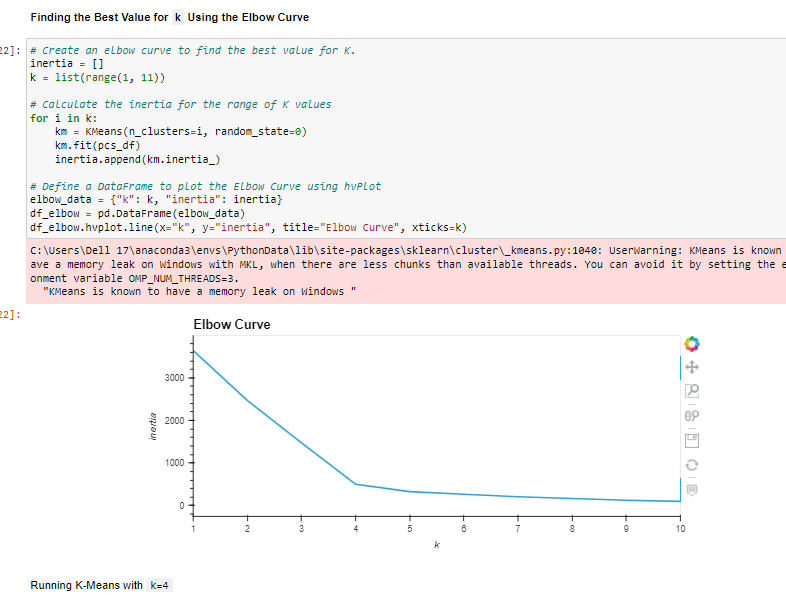 Finding the Best Value for k Using the Elbow Curve
22]:
# Create an elbow curve to find the best value for K.
inertia = []
k = list(range(1, 11))
# Calculate the inertia for the range of K values
for i in k:
    km = KMeans(n_clusters=i, random_state=0)
    km.fit(pcs_df)
    inertia.append(km.inertia_)
# Define a DataFrame to plot the Elbow Curve using hvPlot
elbow_data = {"k": k, "inertia": inertia}
df_elbow = pd.DataFrame(elbow_data)
df_elbow.hvplot.line(x="k", y="inertia", title="Elbow Curve", xticks=k)
C:\Users\Dell 17\anaconda3\envs\PythonData\lib\site-packages\sklearn\cluster\_kmeans.py:1040: UserWarning: KMeans is known
ave a memory leak on Windows with MKL, when there are less chunks than available threads. You can avoid it by setting the e
onment variable OMP_NUM_THREADS=3.
  "KMeans is known to have a memory leak on Windows "
22]:
Elbow Curve
3000
2000
1000
0
inertia
1 2 3 4 5 6 7 8 9 10
k
Running K-Means with k=4